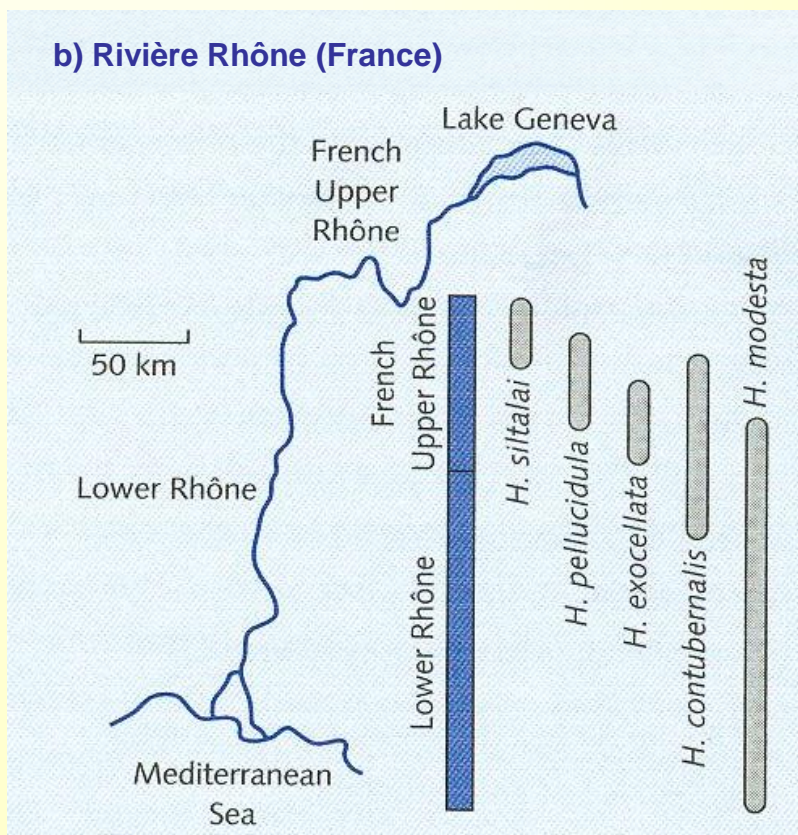 b) Rivière Rhône (France)
Lake Geneva
French
Upper
Rhône
50 km
Lower Rhône
Mediterranean
Sea
French
Upper Rhône
Lower Rhône
H. siltalai
H. pellucidula
H. exocellata
H. contubernalis
H. modesta